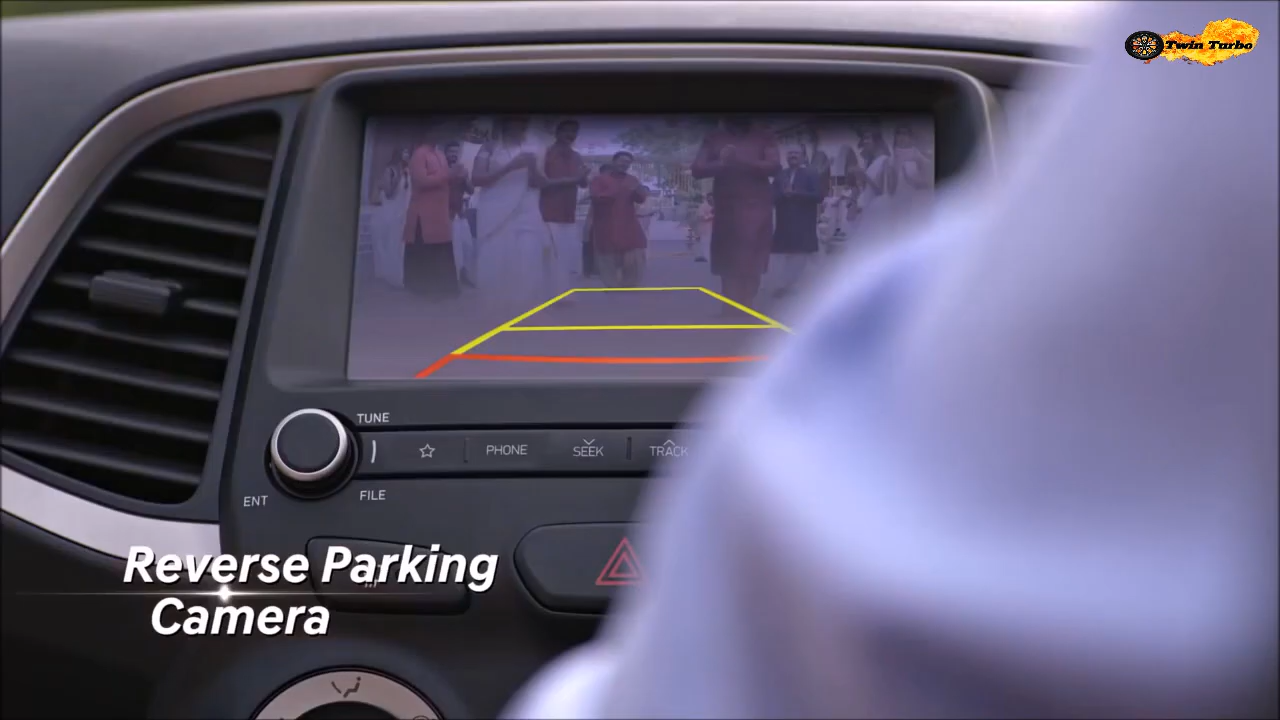 Twin Turbo
TUNE
PHONE
SEEK
TRACK
ENT
FILE
Reverse Parking
Camera